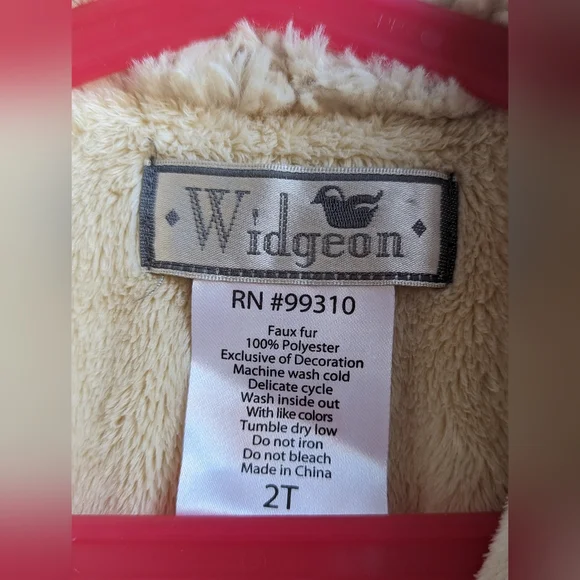 Widgeon
RN #99310
Faux fur
100% Polyester
Exclusive of Decoration
Machine wash cold
Delicate cycle
Wash inside out
With like colors
Tumble dry low
Do not iron
Do not bleach
Made in China
2T